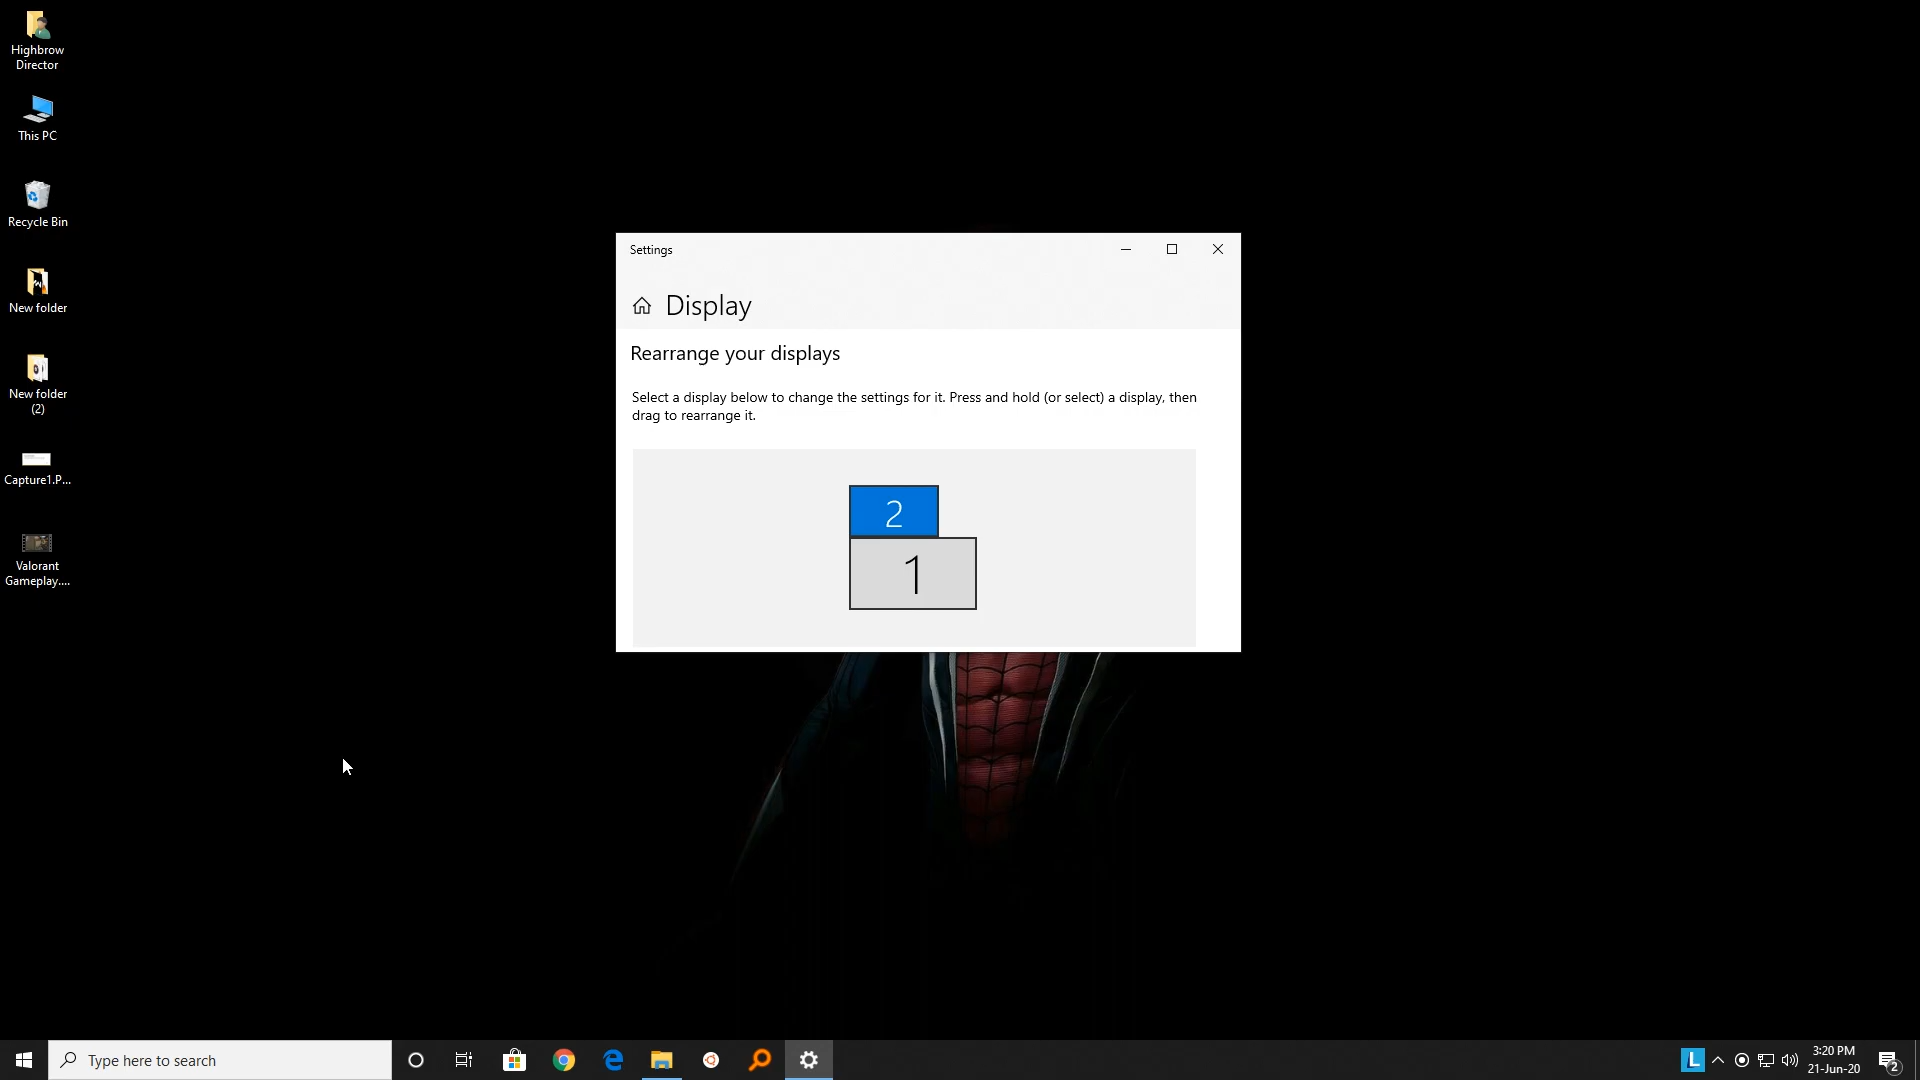 Highbrow
Director
This PC
Recycle Bin
New folder
New folder
(2)
Capture1.P...
Valorant
Gameplay....
Settings
Display
Rearrange your displays
Select a display below to change the settings for it. Press and hold (or select) a display, then
drag to rearrange it.
2
1
Type here to search
L
3:20 PM
21-Jun-20
2